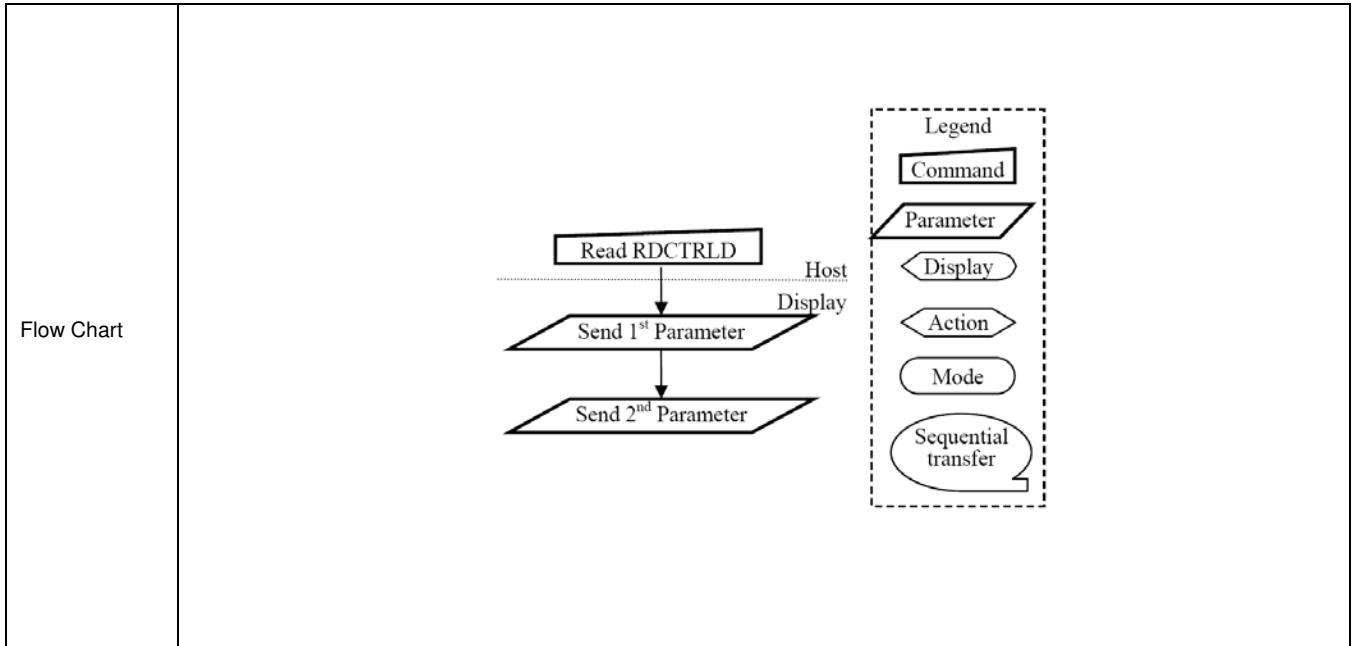 Flow Chart
Read RDCTRLD
Host
Display
Send 1st Parameter
Send 2nd Parameter
Legend
Command
Parameter
Display
Action
Mode
Sequential
transfer